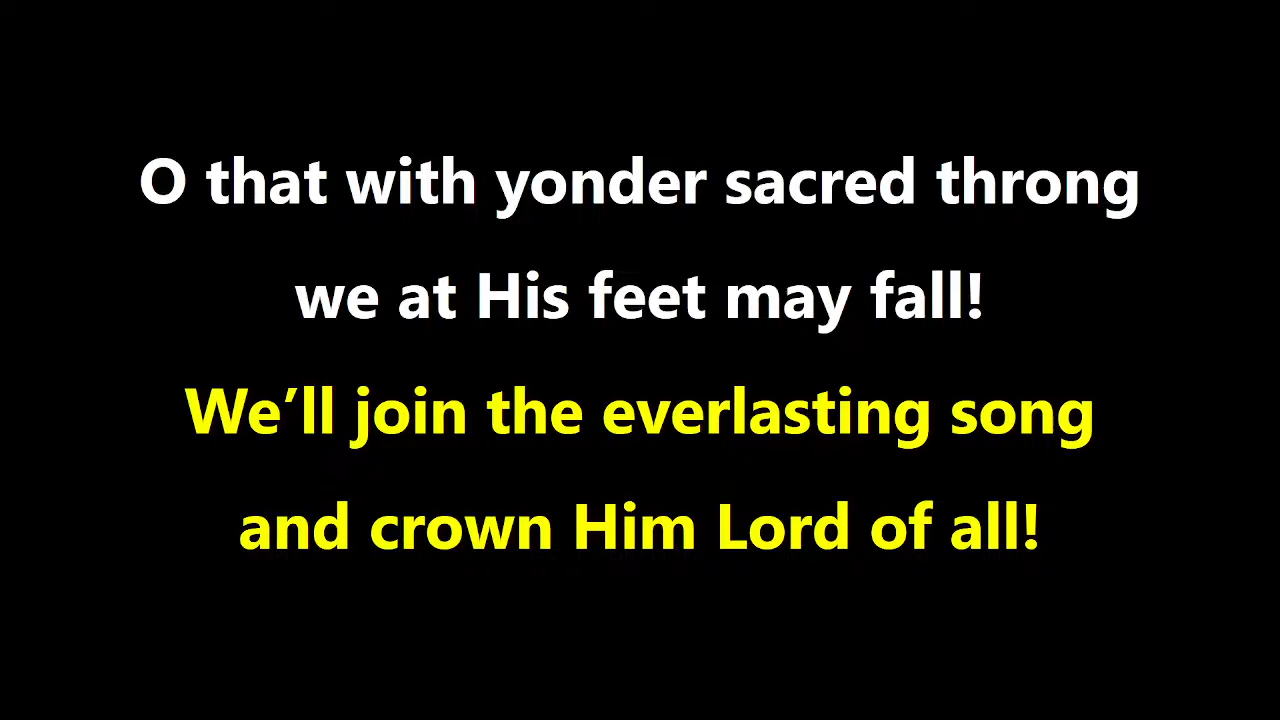 O that with yonder sacred throng
we at His feet may fall!
We’ll join the everlasting song
and crown Him Lord of all!